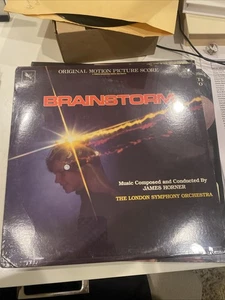 ORIGINAL MOTION PICTURE SCORE
BRAINSTORM
Music Composed and Conducted By
JAMES HORNER
THE LONDON SYMPHONY ORCHESTRA